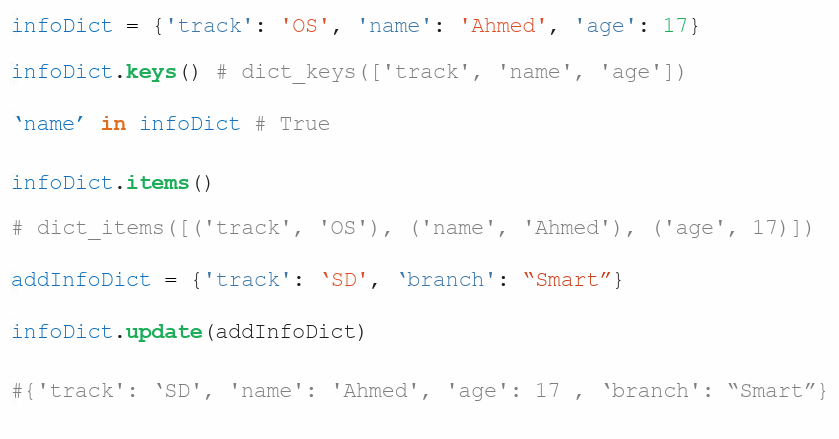 infoDict = {'track': 'OS', 'name': 'Ahmed', 'age': 17}
infoDict.keys() # dict_keys(['track', 'name', 'age'])
‘name’ in infoDict # True
infoDict.items()
# dict_items([('track', 'OS'), ('name', 'Ahmed'), ('age', 17)])
addInfoDict = {'track': ‘SD', ‘branch': “Smart”}
infoDict.update(addInfoDict)
#{'track': ‘SD', 'name': 'Ahmed', 'age': 17 , ‘branch': “Smart”}